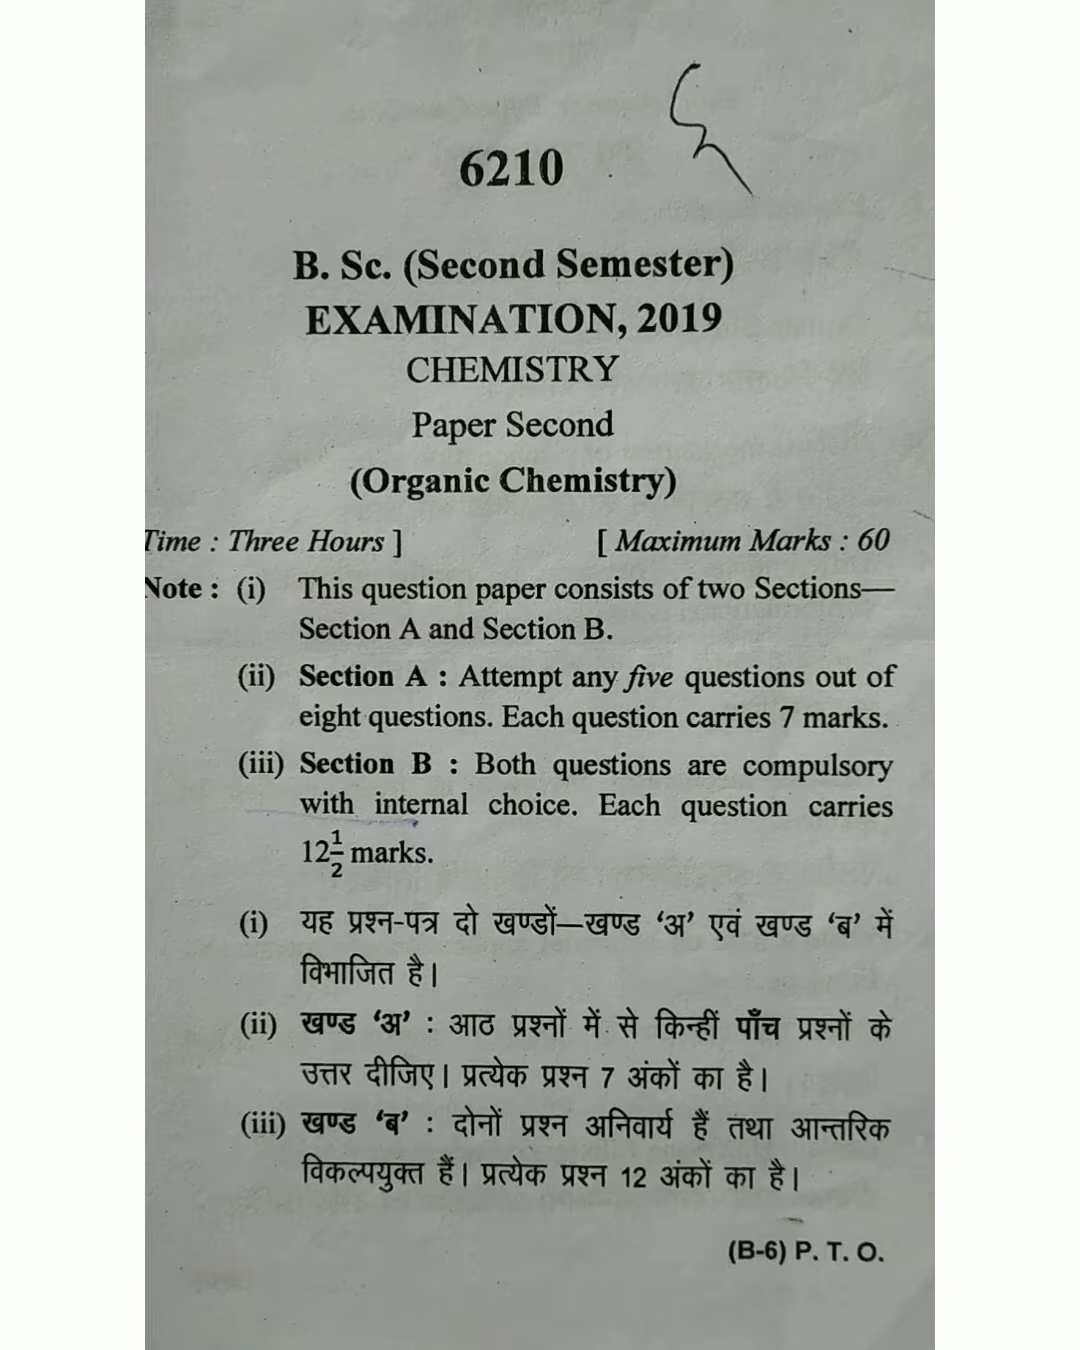 6210
B. Sc. (Second Semester)
EXAMINATION, 2019
CHEMISTRY
Paper Second
(Organic Chemistry)
Time : Three Hours ] [ Maximum Marks : 60
Note : (i) This question paper consists of two Sections—
Section A and Section B.
(ii) Section A : Attempt any five questions out of
eight questions. Each question carries 7 marks.
(iii) Section B : Both questions are compulsory
with internal choice. Each question carries
12½ marks.
(i) यह प्रश्न-पत्र दो खण्डों—खण्ड ‘अ’ एवं खण्ड ‘ब’ में
विभाजित है।
(ii) खण्ड ‘अ’ : आठ प्रश्नों में से किन्हीं पाँच प्रश्नों के
उत्तर दीजिए। प्रत्येक प्रश्न 7 अंकों का है।
(iii) खण्ड ‘ब’ : दोनों प्रश्न अनिवार्य हैं तथा आन्तरिक
विकल्पयुक्त हैं। प्रत्येक प्रश्न 12 अंकों का है।
(B-6) P. T. O.